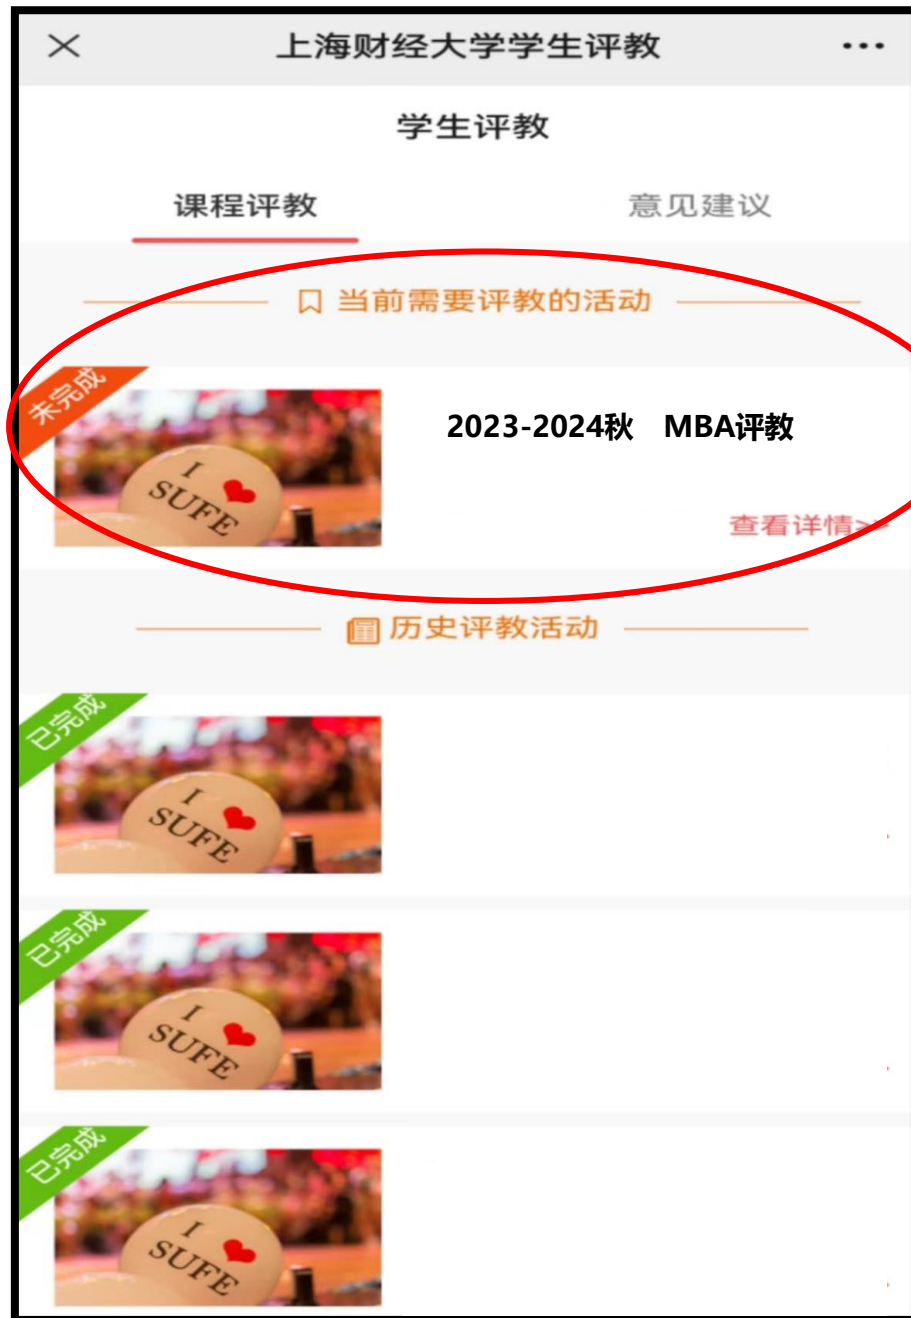 上海财经大学学生评教
学生评教
课程评教 意见建议
当前需要评教的活动
未完成
2023-2024秋 MBA评教
I
SUFE
查看详情>>
历史评教活动
已完成
I
SUFE
已完成
I
SUFE
已完成
I
SUFE